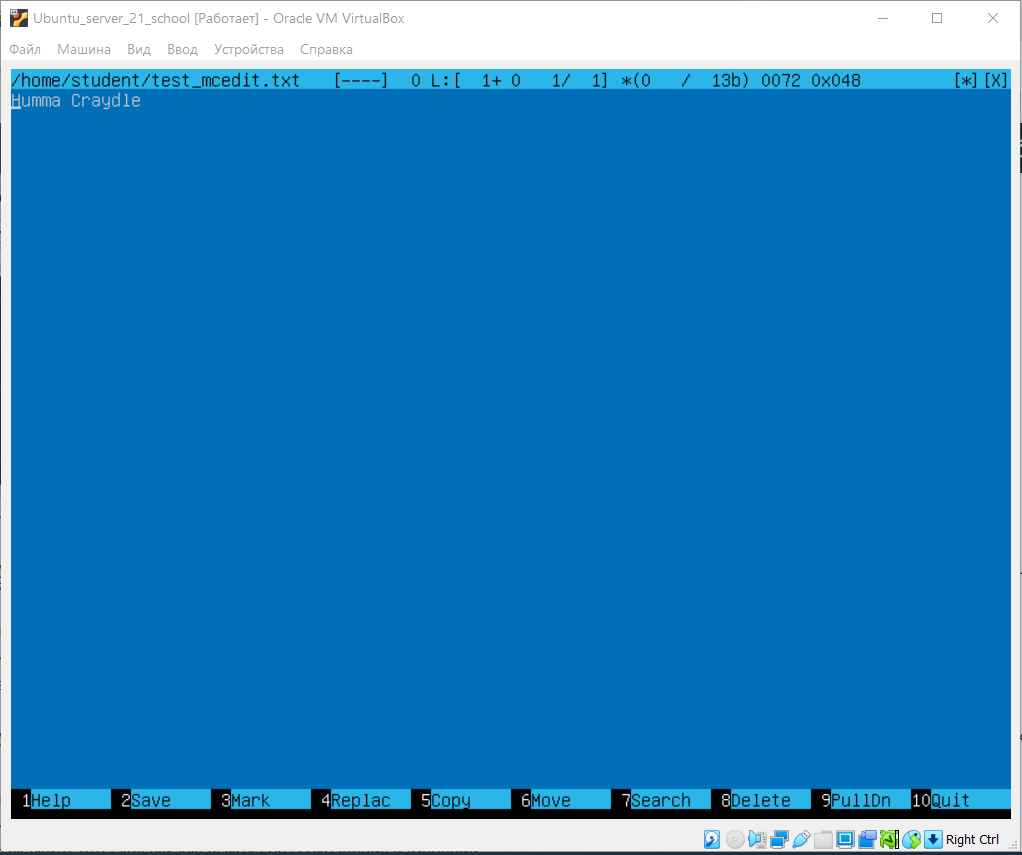 Ubuntu_server_21_school [Работает] - Oracle VM VirtualBox
Файл Машина Вид Ввод Устройства Справка
/home/student/test_mcedit.txt [----] 0 L:[ 1+ 0 1/ 1] *(0 / 13b) 0072 0x048 [*][X]
Humma Craydle
1Help 2Save 3Mark 4Replac 5Copy 6Move 7Search 8Delete 9PullDn 10Quit
Right Ctrl